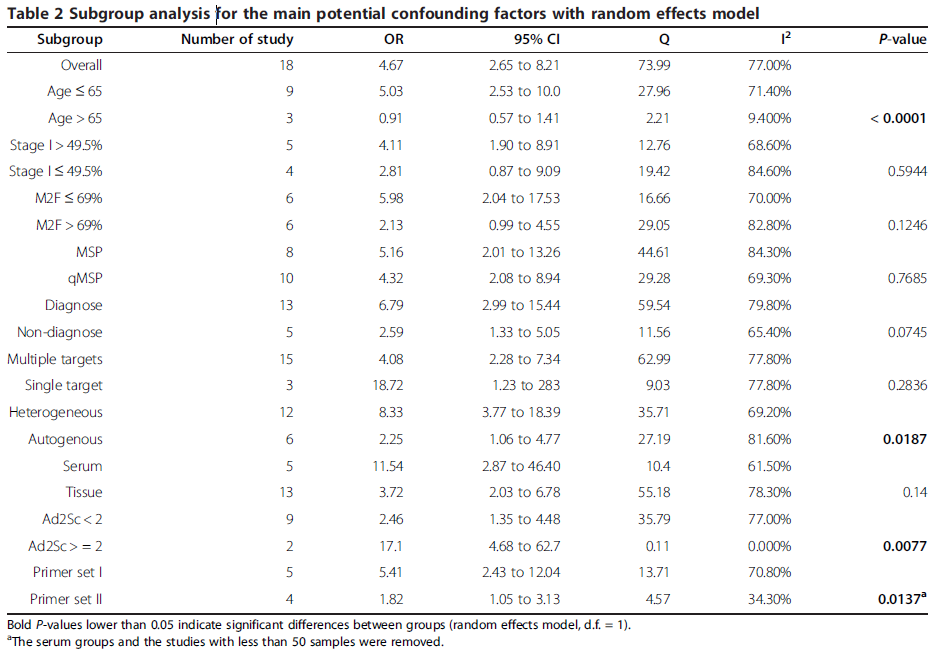 Table 2 Subgroup analysis for the main potential confounding factors with random effects model
Subgroup Number of study OR 95% CI Q I² P-value
Overall 18 4.67 2.65 to 8.21 73.99 77.00%
Age ≤ 65 9 5.03 2.53 to 10.0 27.96 71.40%
Age > 65 3 0.91 0.57 to 1.41 2.21 9.400% < 0.0001
Stage I > 49.5% 5 4.11 1.90 to 8.91 12.76 68.60%
Stage I ≤ 49.5% 4 2.81 0.87 to 9.09 19.42 84.60% 0.5944
M2F ≤ 69% 6 5.98 2.04 to 17.53 16.66 70.00%
M2F > 69% 6 2.13 0.99 to 4.55 29.05 82.80% 0.1246
MSP 8 5.16 2.01 to 13.26 44.61 84.30%
qMSP 10 4.32 2.08 to 8.94 29.28 69.30% 0.7685
Diagnose 13 6.79 2.99 to 15.44 59.54 79.80%
Non-diagnose 5 2.59 1.33 to 5.05 11.56 65.40% 0.0745
Multiple targets 15 4.08 2.28 to 7.34 62.99 77.80%
Single target 3 18.72 1.23 to 283 9.03 77.80% 0.2836
Heterogeneous 12 8.33 3.77 to 18.39 35.71 69.20%
Autogenous 6 2.25 1.06 to 4.77 27.19 81.60% 0.0187
Serum 5 11.54 2.87 to 46.40 10.4 61.50%
Tissue 13 3.72 2.03 to 6.78 55.18 78.30% 0.14
Ad2Sc < 2 9 2.46 1.35 to 4.48 35.79 77.00%
Ad2Sc > = 2 2 17.1 4.68 to 62.7 0.11 0.000% 0.0077
Primer set I 5 5.41 2.43 to 12.04 13.71 70.80%
Primer set II 4 1.82 1.05 to 3.13 4.57 34.30% 0.0137ᵃ
Bold P-values lower than 0.05 indicate significant differences between groups (random effects model, d.f. = 1).
ᵃThe serum groups and the studies with less than 50 samples were removed.